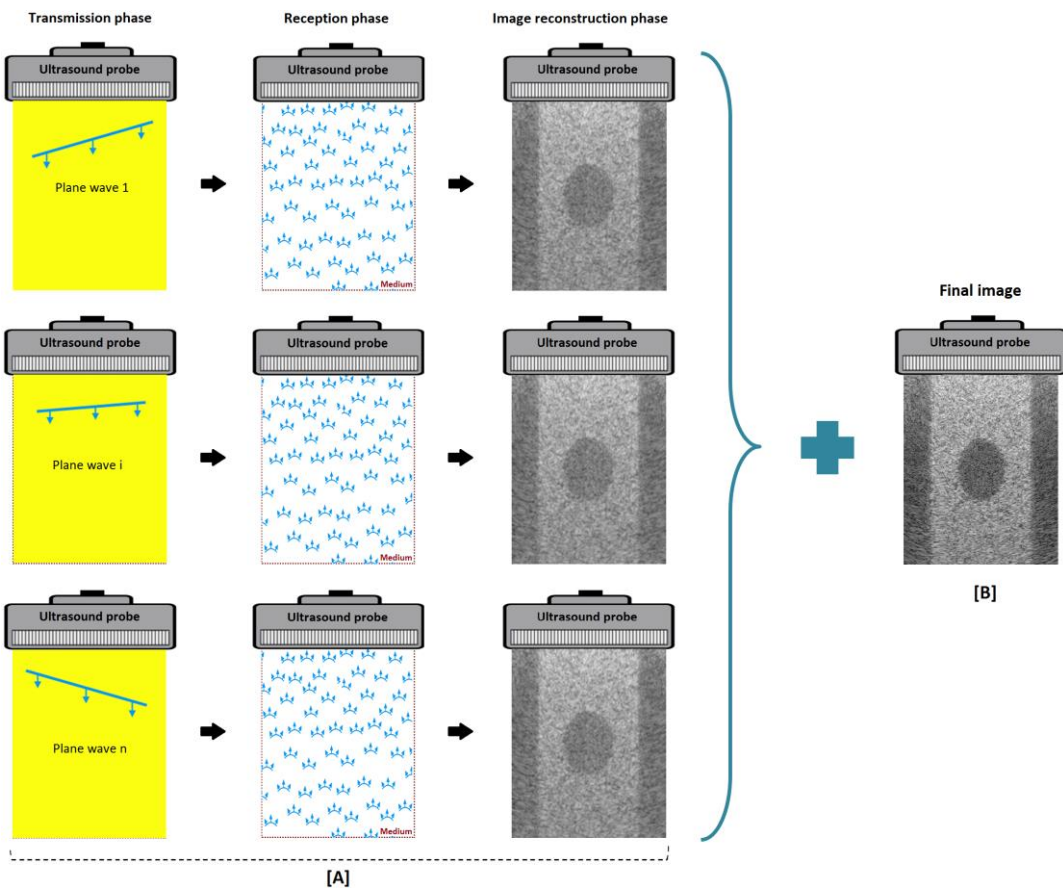 Transmission phase
Reception phase
Image reconstruction phase
Ultrasound probe
Ultrasound probe
Ultrasound probe
Plane wave 1
Medium
Final image
Ultrasound probe
Ultrasound probe
Ultrasound probe
Ultrasound probe
Plane wave i
Medium
[B]
Ultrasound probe
Ultrasound probe
Ultrasound probe
Plane wave n
Medium
[A]